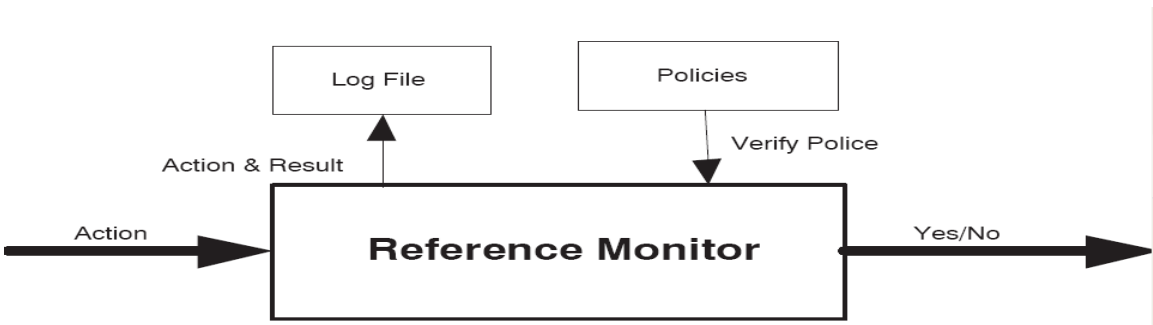 Log File
Policies
Verify Police
Action & Result
Action
Reference Monitor
Yes/No